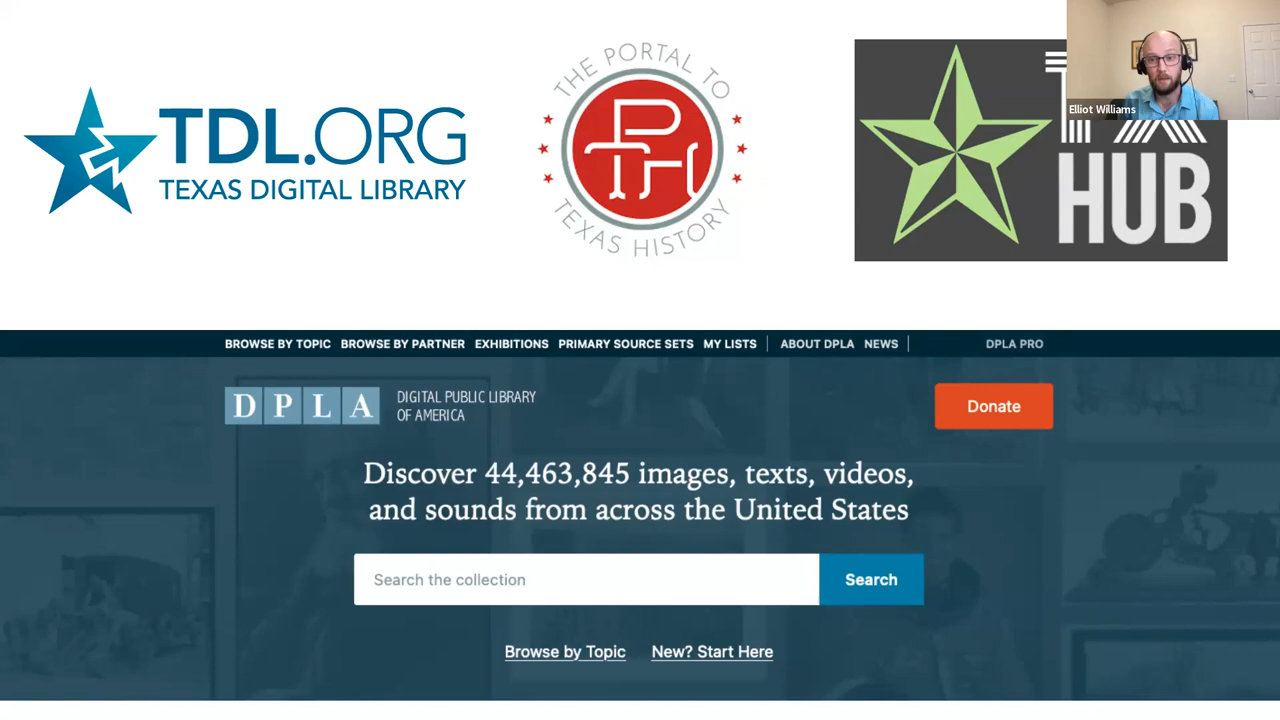 TDL.ORG
TEXAS DIGITAL LIBRARY
THE PORTAL TO
PTH
TEXAS HISTORY
HUB
Elliot Williams
BROWSE BY TOPIC BROWSE BY PARTNER EXHIBITIONS PRIMARY SOURCE SETS MY LISTS ABOUT DPLA NEWS DPLA PRO
DPLA DIGITAL PUBLIC LIBRARY
OF AMERICA
Donate
Discover 44,463,845 images, texts, videos,
and sounds from across the United States
Search the collection Search
Browse by Topic New? Start Here